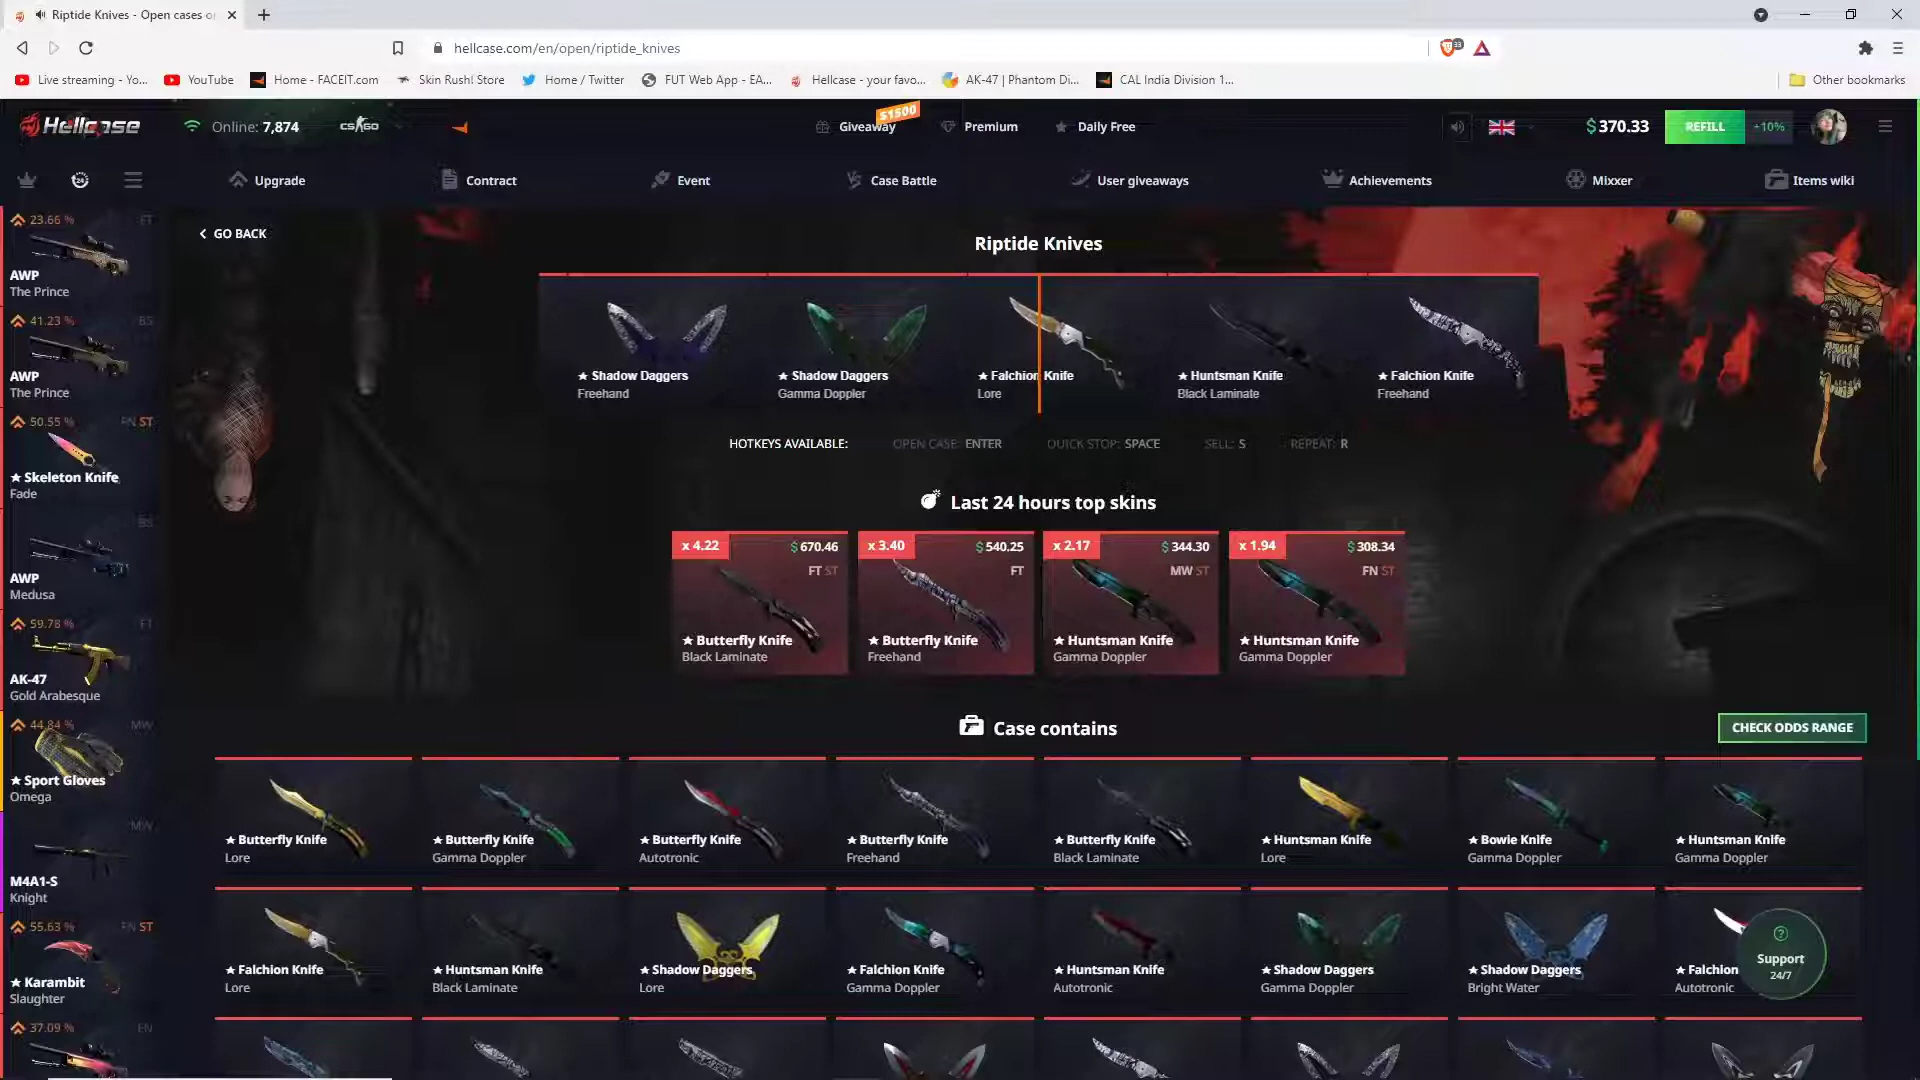 Riptide Knives - Open cases o
hellcase.com/en/open/riptide_knives
33
Live streaming - Yo...
YouTube
Home - FACEIT.com
Skin Rush! Store
Home / Twitter
FUT Web App - EA...
Hellcase - your favo...
AK-47 | Phantom Di...
CAL India Division 1...
Other bookmarks
Hellcase
Online: 7,874
CS:GO
Giveaway
$1500
Premium
Daily Free
$ 370.33
REFILL
+10%
24
Upgrade
Contract
Event
Case Battle
User giveaways
Achievements
Mixxer
Items wiki
23.66 %
FT
AWP
The Prince
41.23 %
BS
AWP
The Prince
50.55 %
FN ST
★ Skeleton Knife
Fade
BS
AWP
Medusa
59.78 %
FT
AK-47
Gold Arabesque
44.84 %
MW
★ Sport Gloves
Omega
MW
M4A1-S
Knight
55.63 %
FN ST
★ Karambit
Slaughter
37.09 %
FN
GO BACK
Riptide Knives
★ Shadow Daggers
Freehand
★ Shadow Daggers
Gamma Doppler
★ Falchion Knife
Lore
★ Huntsman Knife
Black Laminate
★ Falchion Knife
Freehand
HOTKEYS AVAILABLE:
OPEN CASE: ENTER
QUICK STOP: SPACE
SELL: S
REPEAT: R
Last 24 hours top skins
x 4.22
$ 670.46
FT ST
★ Butterfly Knife
Black Laminate
x 3.40
$ 540.25
FT
★ Butterfly Knife
Freehand
x 2.17
$ 344.30
MW ST
★ Huntsman Knife
Gamma Doppler
x 1.94
$ 308.34
FN ST
★ Huntsman Knife
Gamma Doppler
Case contains
CHECK ODDS RANGE
★ Butterfly Knife
Lore
★ Butterfly Knife
Gamma Doppler
★ Butterfly Knife
Autotronic
★ Butterfly Knife
Freehand
★ Butterfly Knife
Black Laminate
★ Huntsman Knife
Lore
★ Bowie Knife
Gamma Doppler
★ Huntsman Knife
Gamma Doppler
★ Falchion Knife
Lore
★ Huntsman Knife
Black Laminate
★ Shadow Daggers
Lore
★ Falchion Knife
Gamma Doppler
★ Huntsman Knife
Autotronic
★ Shadow Daggers
Gamma Doppler
★ Shadow Daggers
Bright Water
★ Falchion
Autotronic
Support
24/7